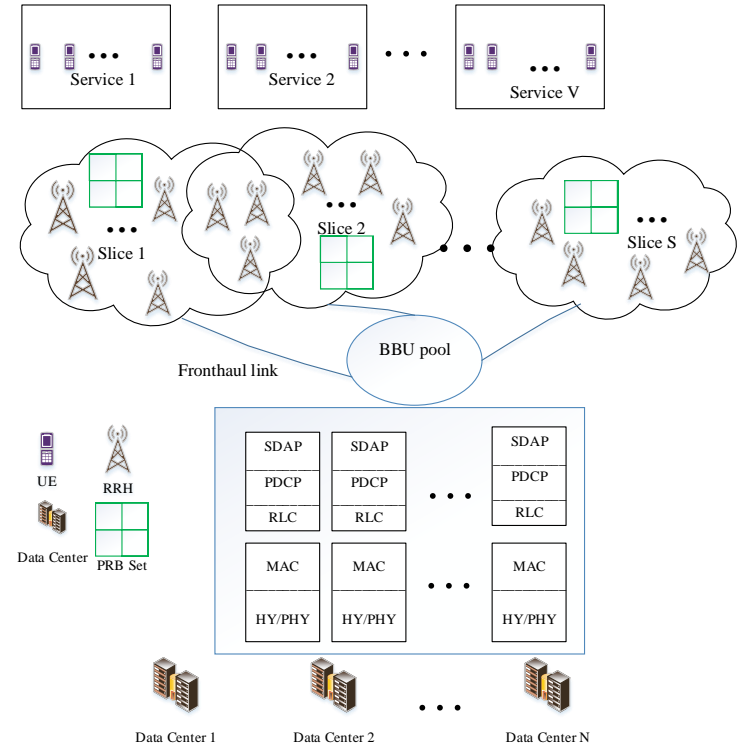 Service 1
Service 2
Service V
Slice 1
Slice 2
Slice S
BBU pool
Fronthaul link
UE
RRH
Data Center
PRB Set
SDAP
SDAP
SDAP
PDCP
PDCP
PDCP
RLC
RLC
RLC
MAC
MAC
MAC
HY/PHY
HY/PHY
HY/PHY
Data Center 1
Data Center 2
Data Center N